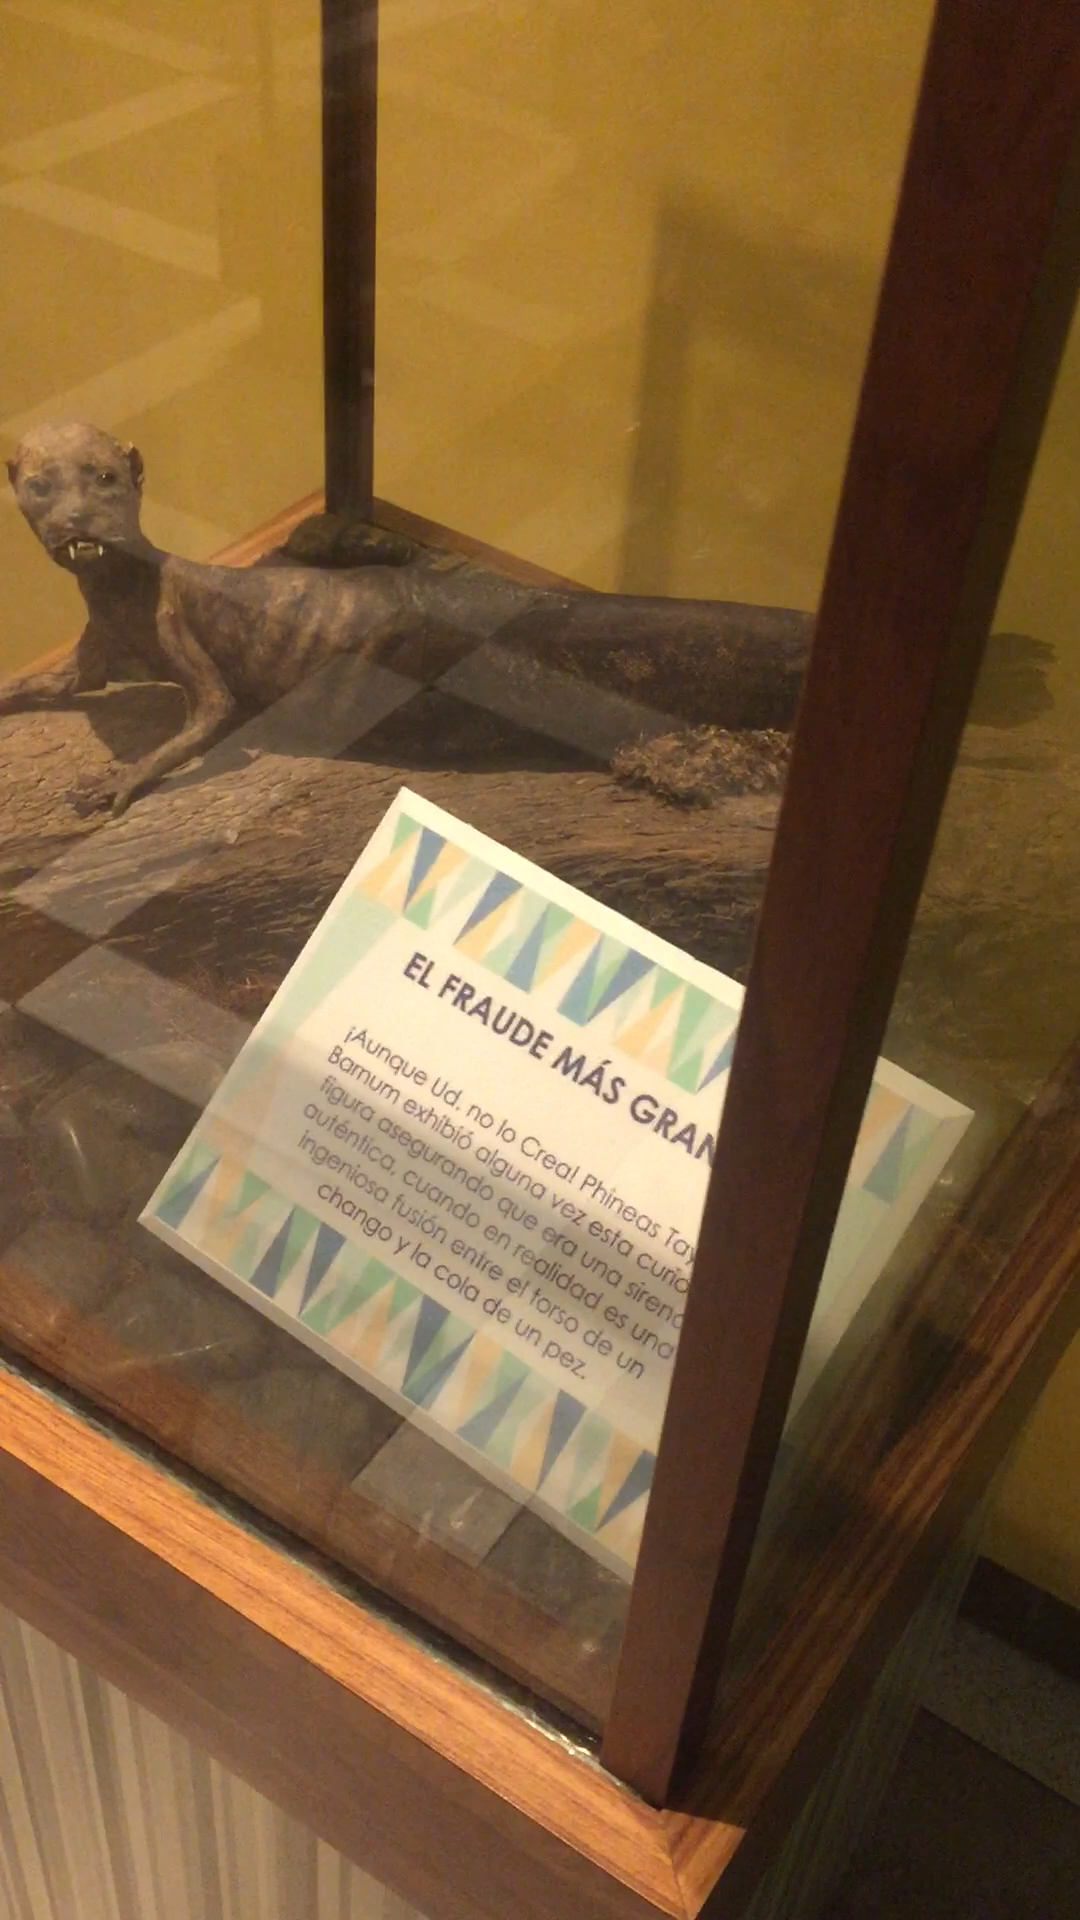 EL FRAUDE MÁS GRAN
¡Aunque Ud. no lo Crea! Phineas Tay
Barnum exhibió alguna vez esta curio
figura asegurando que era una sirena
auténtica, cuando en realidad es una
ingeniosa fusión entre el torso de un
chango y la cola de un pez.